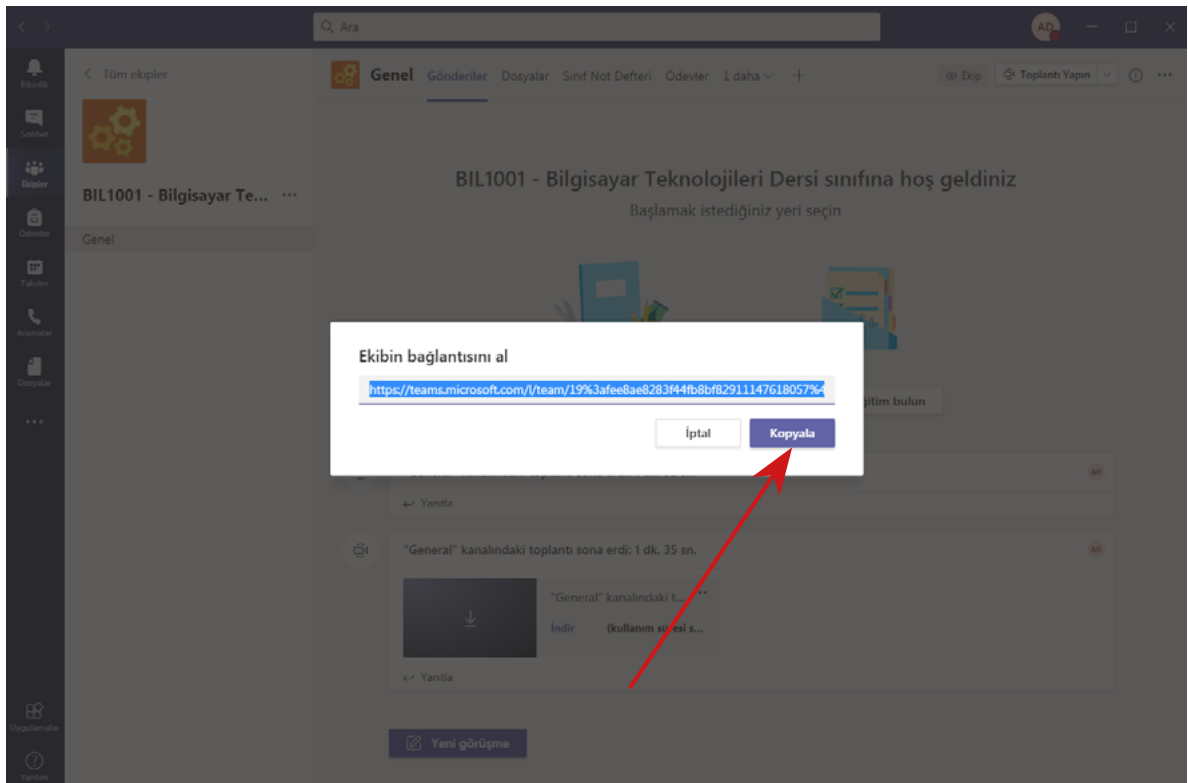 Ara
AD
Etkinlik
Sohbet
Ekipler
Ödevler
Takvim
Aramalar
Dosyalar
Uygulamalar
Yardım
Tüm ekipler
BIL1001 - Bilgisayar Te... ...
Genel
Genel Gönderiler Dosyalar Sınıf Not Defteri Ödevler 1 daha
Ekip Toplantı Yapın
BIL1001 - Bilgisayar Teknolojileri Dersi sınıfına hoş geldiniz
Başlamak istediğiniz yeri seçin
Ekibin bağlantısını al
https://teams.microsoft.com/l/team/19%3afee8ae8283f44fb8bf82911147618057%4
İptal Kopyala
bulun
AD
Yanıtla
"General" kanalındaki toplantı sona erdi: 1 dk. 35 sn.
AD
"General" kanalındaki t...
İndir (kullanım süresi s...
Yanıtla
Yeni görüşme